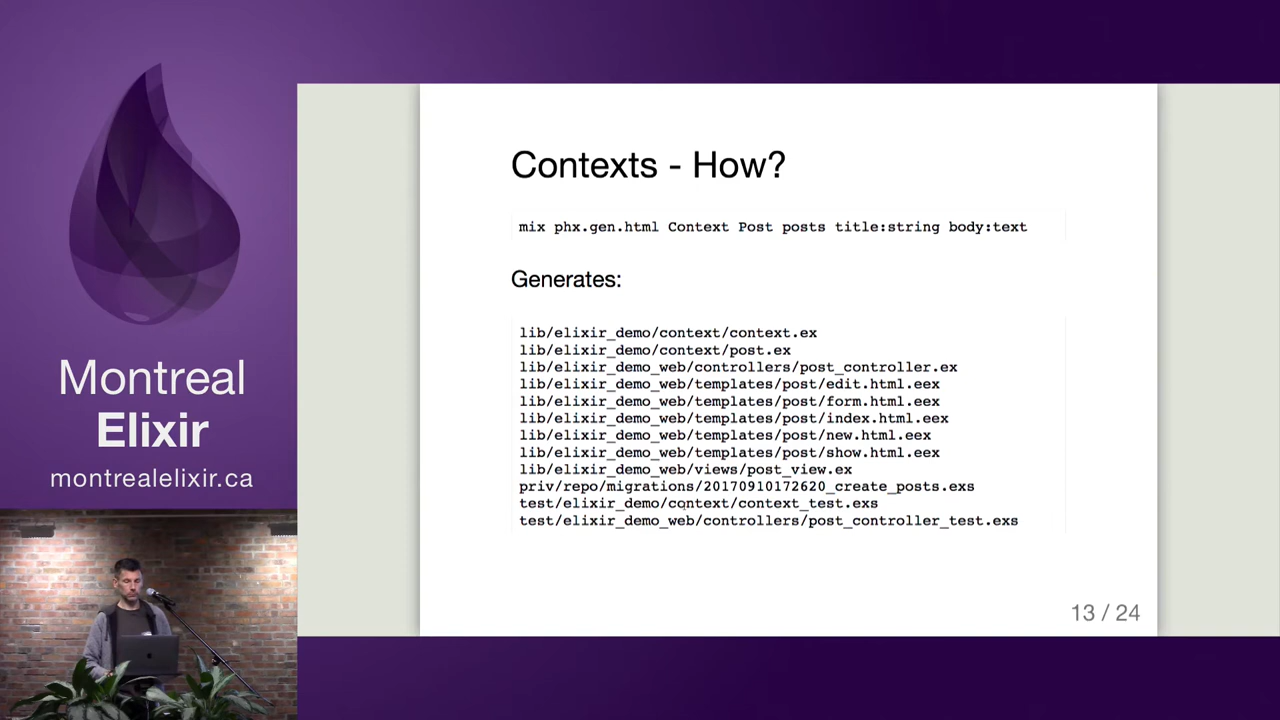 Montreal
Elixir
montrealelixir.ca
Contexts - How?
mix phx.gen.html Context Post posts title:string body:text
Generates:
lib/elixir_demo/context/context.ex
lib/elixir_demo/context/post.ex
lib/elixir_demo_web/controllers/post_controller.ex
lib/elixir_demo_web/templates/post/edit.html.eex
lib/elixir_demo_web/templates/post/form.html.eex
lib/elixir_demo_web/templates/post/index.html.eex
lib/elixir_demo_web/templates/post/new.html.eex
lib/elixir_demo_web/templates/post/show.html.eex
lib/elixir_demo_web/views/post_view.ex
priv/repo/migrations/20170910172620_create_posts.exs
test/elixir_demo/context/context_test.exs
test/elixir_demo_web/controllers/post_controller_test.exs
13 / 24